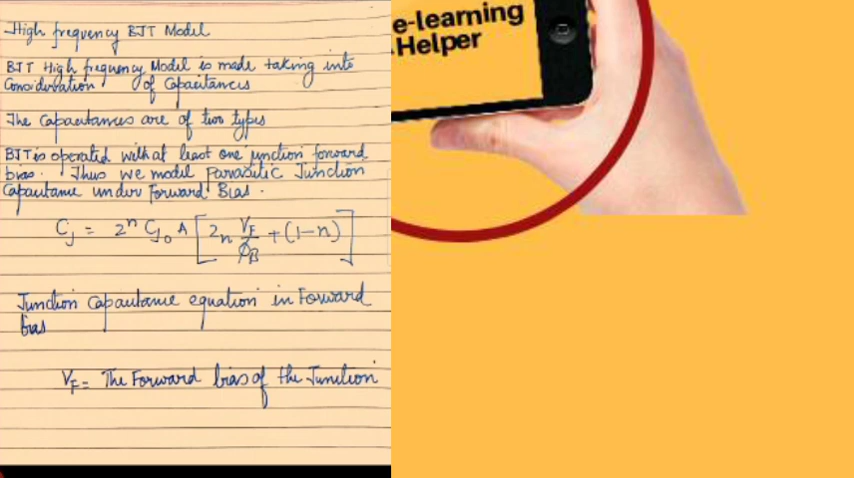 High frequency BJT Model
BJT High frequency Model is made taking into
Consideration of Capacitances
The Capacitances are of two types
BJT is operated with at least one junction forward
bias. Thus we model Parasitic Junction
Capacitance under Forward Bias.
Cj = 2^n Cj0 A [2n VF/φB + (1-n)]
Junction Capacitance equation in Forward
bias
VF = The Forward bias of the Junction
e-learning
Helper